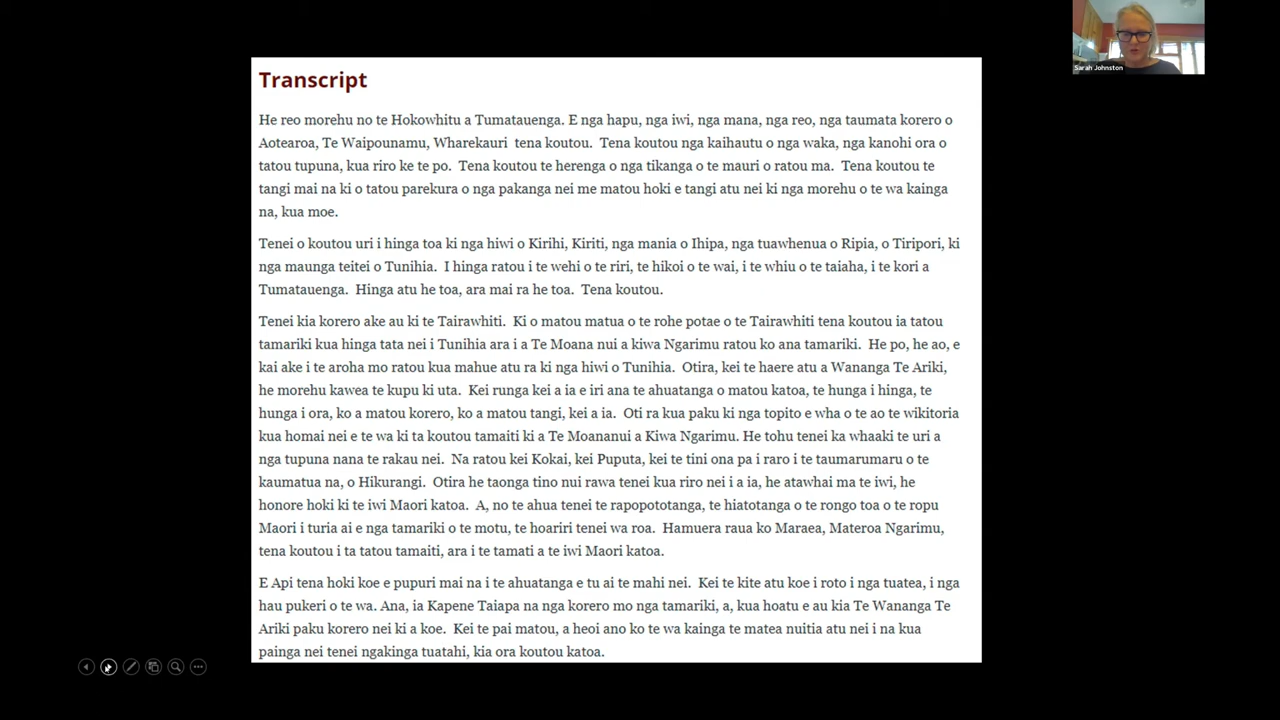 Sarah Johnston
Transcript
He reo morehu no te Hokowhitu a Tumatauenga. E nga hapu, nga iwi, nga mana, nga reo, nga taumata korero o
Aotearoa, Te Waipounamu, Wharekauri tena koutou. Tena koutou nga kaihautu o nga waka, nga kanohi ora o
tatou tupuna, kua riro ke te po. Tena koutou te herenga o nga tikanga o te mauri o ratou ma. Tena koutou te
tangi mai na ki o tatou parekura o nga pakanga nei me matou hoki e tangi atu nei ki nga morehu o te wa kainga
na, kua moe.
Tenei o koutou uri i hinga toa ki nga hiwi o Kirihi, Kiriti, nga mania o Ihipa, nga tuawhenua o Ripia, o Tiripori, ki
nga maunga teitei o Tunihia. I hinga ratou i te wehi o te riri, te hikoi o te wai, i te whiu o te taiaha, i te kori a
Tumatauenga. Hinga atu he toa, ara mai ra he toa. Tena koutou.
Tenei kia korero ake au ki te Tairawhiti. Ki o matou matua o te rohe potae o te Tairawhiti tena koutou ia tatou
tamariki kua hinga tata nei i Tunihia ara i a Te Moana nui a kiwa Ngarimu ratou ko ana tamariki. He po, he ao, e
kai ake i te aroha mo ratou kua mahue atu ra ki nga hiwi o Tunihia. Otira, kei te haere atu a Wananga Te Ariki,
he morehu kawea te kupu ki uta. Kei runga kei a ia e iri ana te ahuatanga o matou katoa, te hunga i hinga, te
hunga i ora, ko a matou korero, ko a matou tangi, kei a ia. Oti ra kua paku ki nga topito e wha o te ao te wikitoria
kua homai nei e te wa ki ta koutou tamaiti ki a Te Moananui a Kiwa Ngarimu. He tohu tenei ka whaaki te uri a
nga tupuna nana te rakau nei. Na ratou kei Kokai, kei Puputa, kei te tini ona pa i raro i te taumarumaru o te
kaumatua na, o Hikurangi. Otira he taonga tino nui rawa tenei kua riro nei i a ia, he atawhai ma te iwi, he
honore hoki ki te iwi Maori katoa. A, no te ahua tenei te rapopototanga, te hiatotanga o te rongo toa o te ropu
Maori i turia ai e nga tamariki o te motu, te hoariri tenei wa roa. Hamuera raua ko Maraea, Materoa Ngarimu,
tena koutou i ta tatou tamaiti, ara i te tamati a te iwi Maori katoa.
E Api tena hoki koe e pupuri mai na i te ahuatanga e tu ai te mahi nei. Kei te kite atu koe i roto i nga tuatea, i nga
hau pukeri o te wa. Ana, ia Kapene Taiapa na nga korero mo nga tamariki, a, kua hoatu e au kia Te Wananga Te
Ariki paku korero nei ki a koe. Kei te pai matou, a heoi ano ko te wa kainga te matea nuitia atu nei i na kua
painga nei tenei ngakinga tuatahi, kia ora koutou katoa.